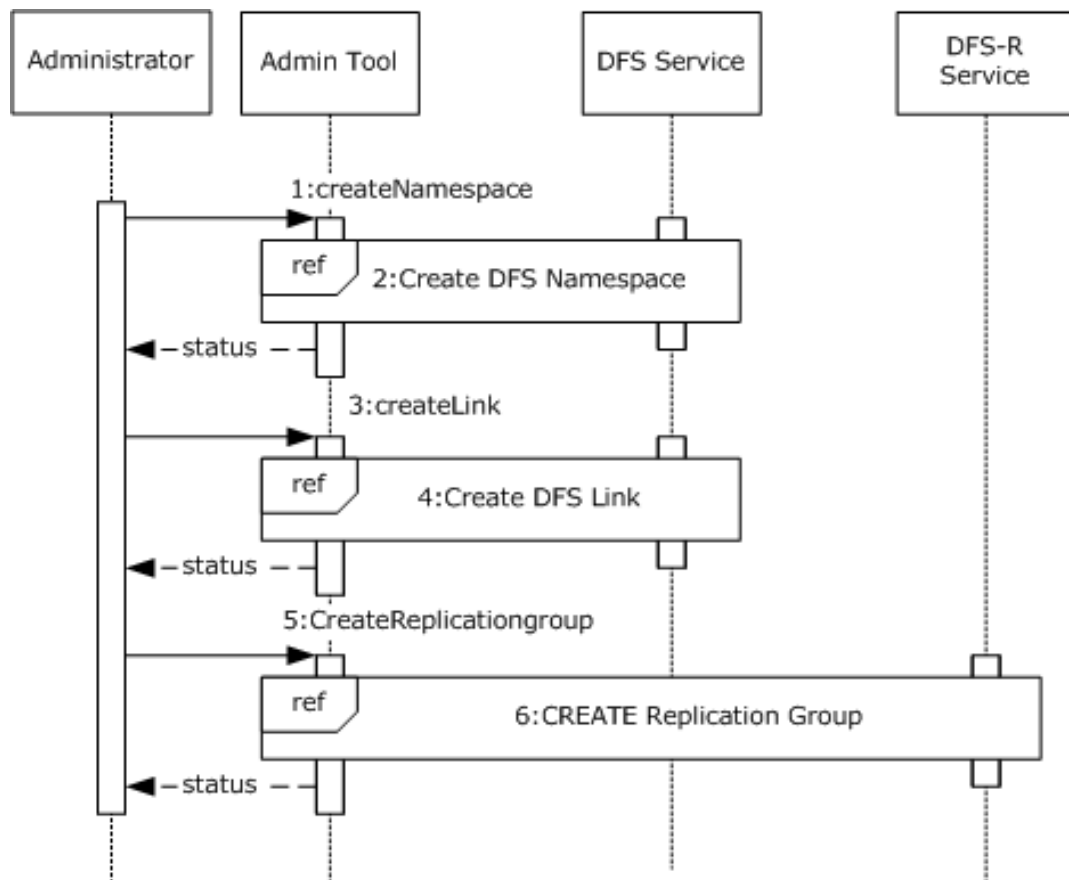 Administrator
Admin Tool
DFS Service
DFS-R
Service
1:createNamespace
ref
2:Create DFS Namespace
status
3:createLink
ref
4:Create DFS Link
status
5:CreateReplicationgroup
ref
6:CREATE Replication Group
status